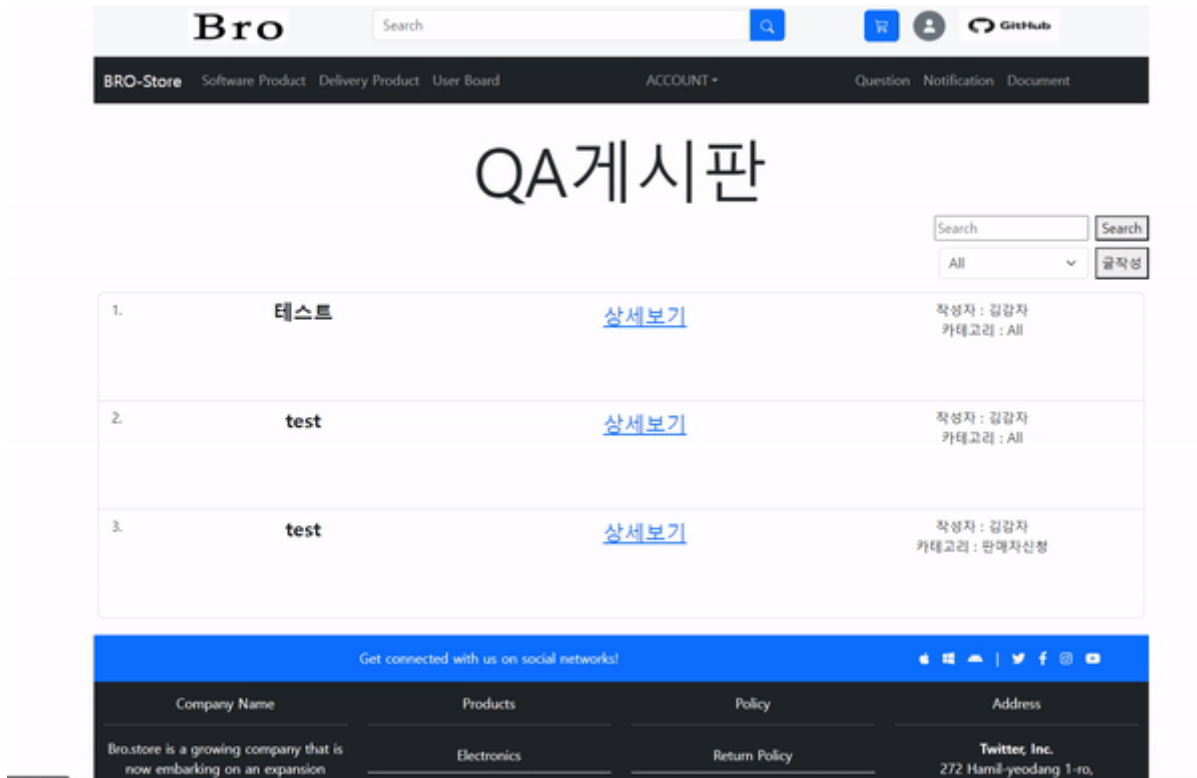 Bro
Search
GitHub
BRO-Store Software Product Delivery Product User Board ACCOUNT Question Notification Document
QA게시판
Search Search
All 글작성
1. 테스트 상세보기 작성자 : 김감자
카테고리 : All
2. test 상세보기 작성자 : 김감자
카테고리 : All
3. test 상세보기 작성자 : 김감자
카테고리 : 판매자신청
Get connected with us on social networks!
Company Name Products Policy Address
Bro.store is a growing company that is
now embarking on an expansion
Electronics
Return Policy
Twitter, Inc.
272 Hamil-yeodang 1-ro,